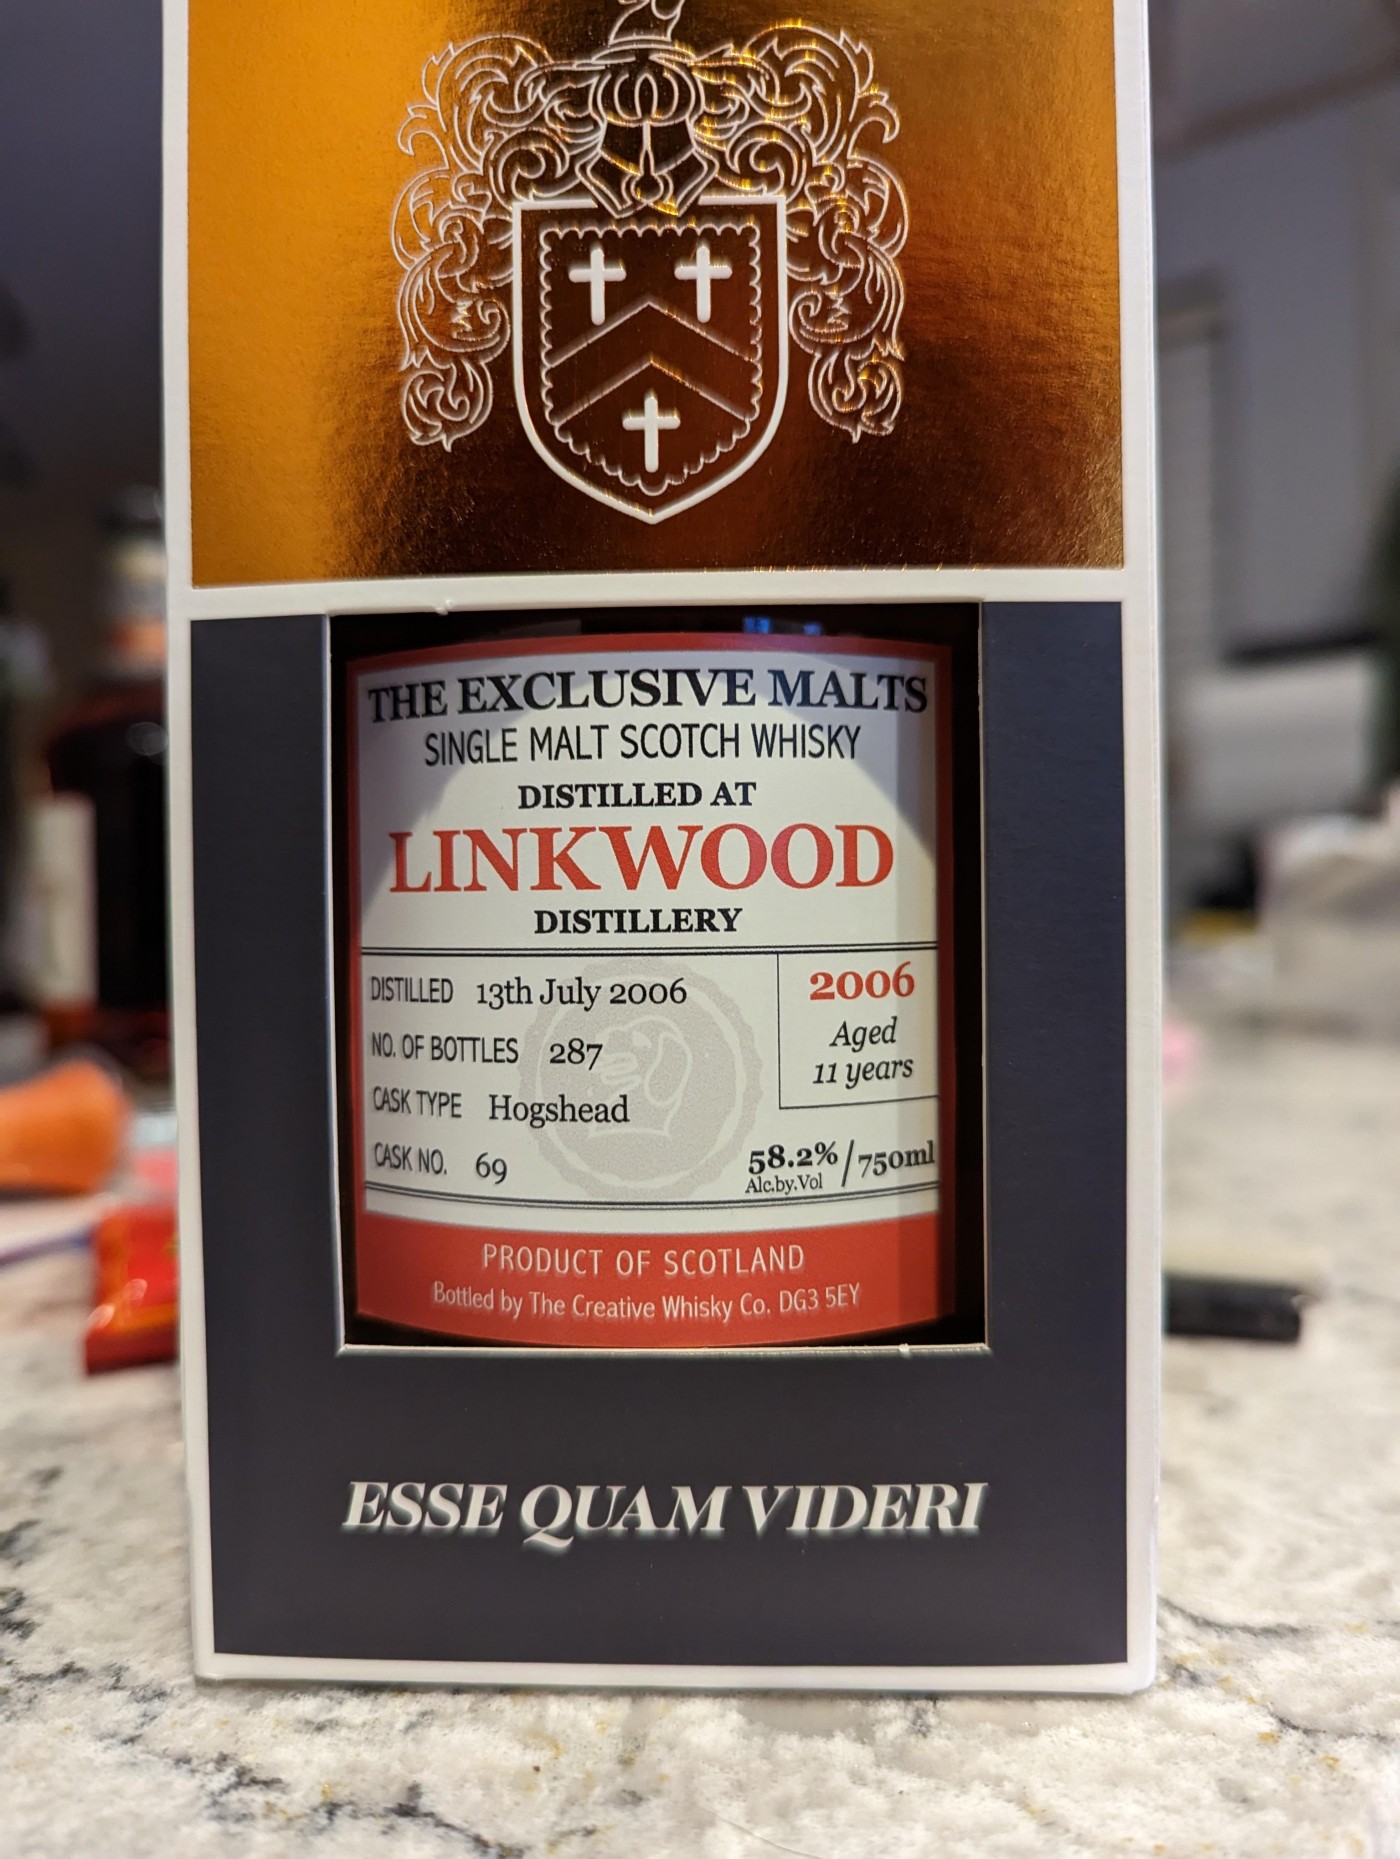 THE EXCLUSIVE MALTS
SINGLE MALT SCOTCH WHISKY
DISTILLED AT
LINKWOOD
DISTILLERY
DISTILLED 13th July 2006
NO. OF BOTTLES 287
CASK TYPE Hogshead
CASK NO. 69
2006
Aged
11 years
58.2%/750ml
Alc.by.Vol
PRODUCT OF SCOTLAND
Bottled by The Creative Whisky Co. DG3 5EY
ESSE QUAM VIDERI